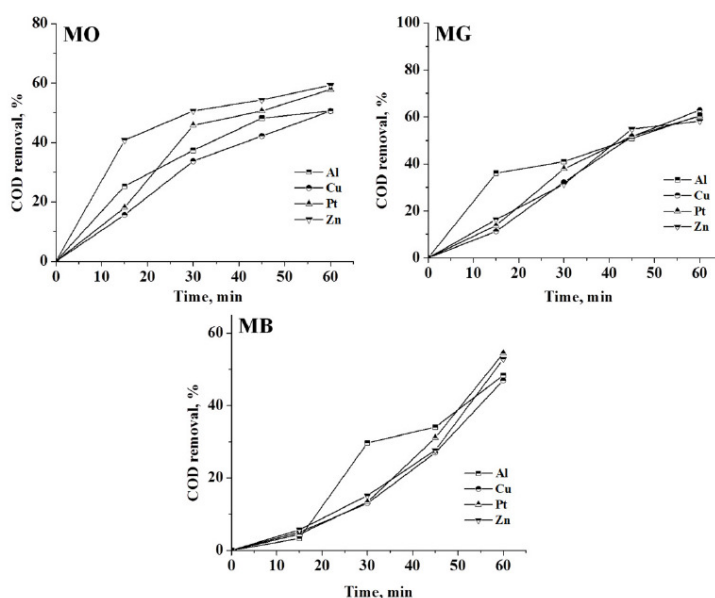 MO
COD removal, %
80
60
40
20
0
Al
Cu
Pt
Zn
0 10 20 30 40 50 60
Time, min
MG
COD removal, %
100
80
60
40
20
0
Al
Cu
Pt
Zn
0 10 20 30 40 50 60
Time, min
MB
COD removal, %
60
40
20
0
Al
Cu
Pt
Zn
0 10 20 30 40 50 60
Time, min